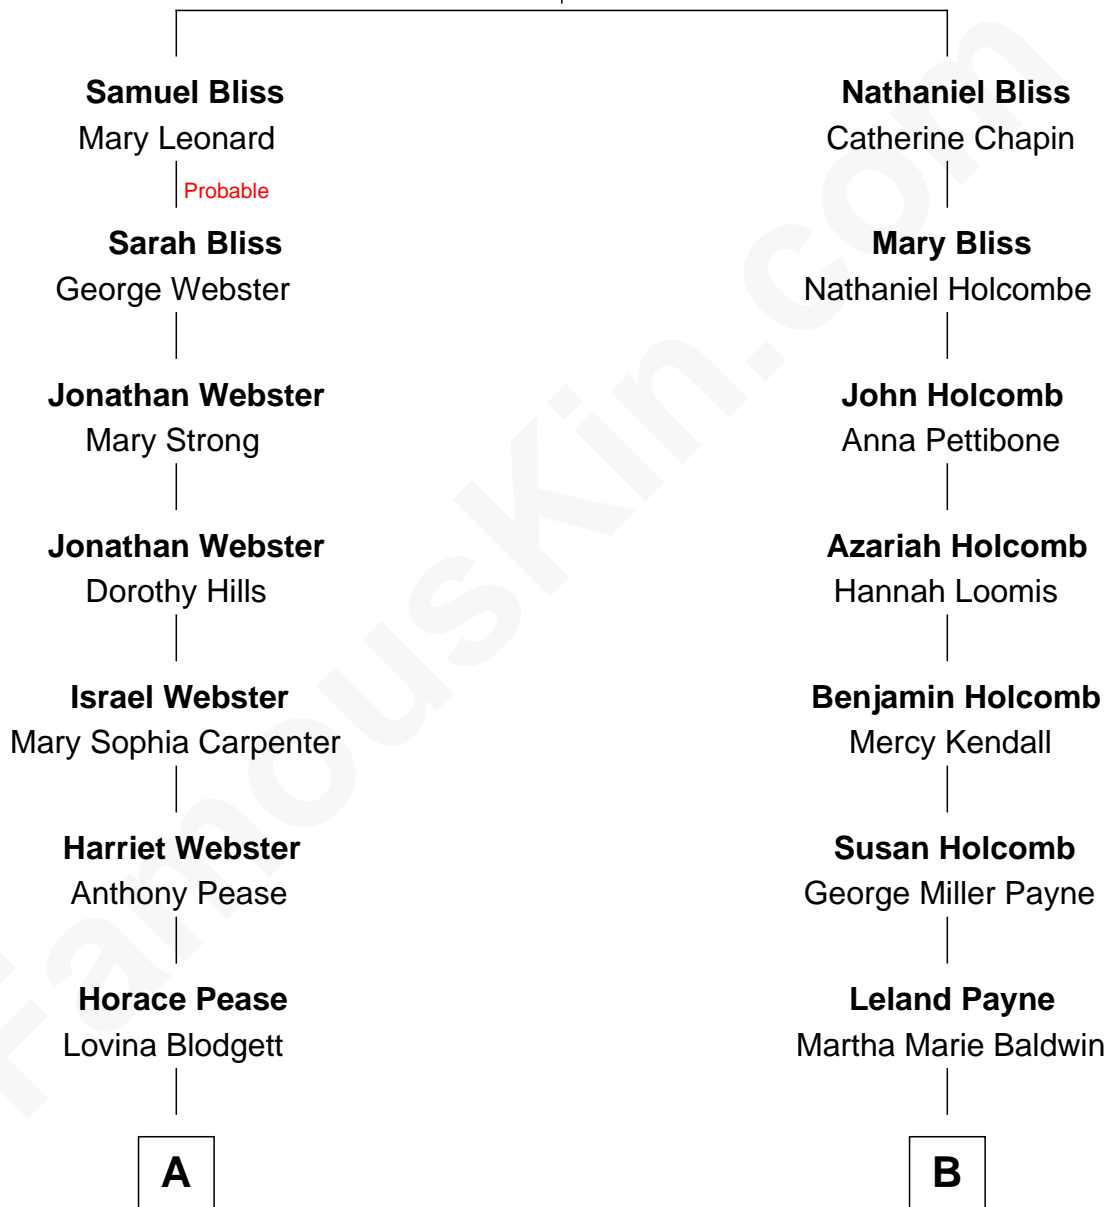 Samuel Bliss
Mary Leonard
Probable
Sarah Bliss
George Webster
Jonathan Webster
Mary Strong
Jonathan Webster
Dorothy Hills
Israel Webster
Mary Sophia Carpenter
Harriet Webster
Anthony Pease
Horace Pease
Lovina Blodgett
A
Nathaniel Bliss
Catherine Chapin
Mary Bliss
Nathaniel Holcombe
John Holcomb
Anna Pettibone
Azariah Holcomb
Hannah Loomis
Benjamin Holcomb
Mercy Kendall
Susan Holcomb
George Miller Payne
Leland Payne
Martha Marie Baldwin
B
FamousKin.com